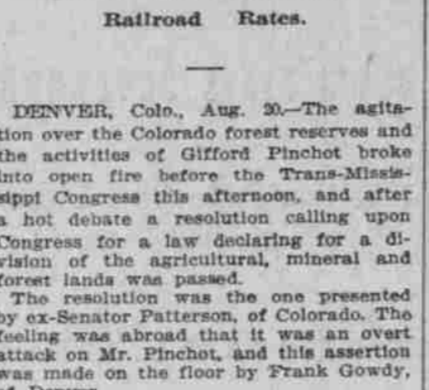 Railroad Rates.
DENVER, Colo., Aug. 20.—The agita-
tion over the Colorado forest reserves and
the activities of Gifford Pinchot broke
into open fire before the Trans-Missis-
sippi Congress this afternoon, and after
a hot debate a resolution calling upon
Congress for a law declaring for a di-
vision of the agricultural, mineral and
forest lands was passed.
The resolution was the one presented
by ex-Senator Patterson, of Colorado. The
feeling was abroad that it was an overt
attack on Mr. Pinchot, and this assertion
was made on the floor by Frank Gowdy,
of Denver